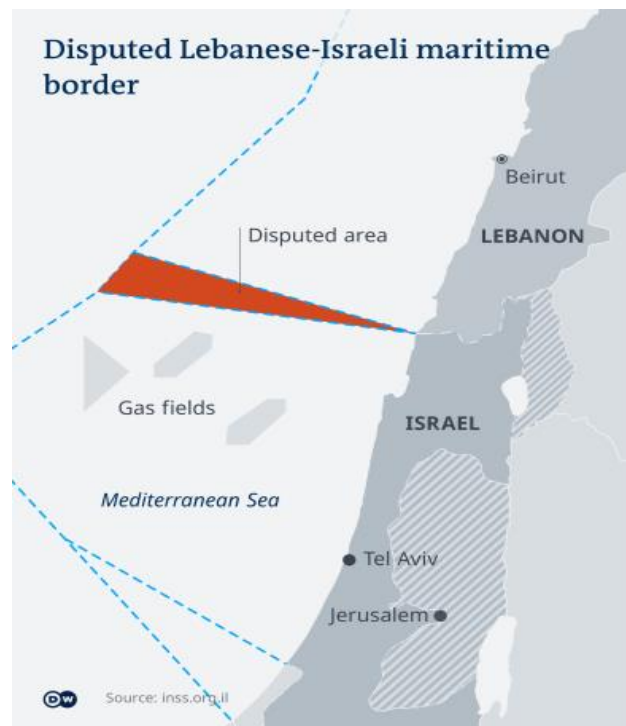 Disputed Lebanese-Israeli maritime
border
Beirut
Disputed area
LEBANON
Gas fields
ISRAEL
Mediterranean Sea
Tel Aviv
Jerusalem
DW
Source: inss.org.il